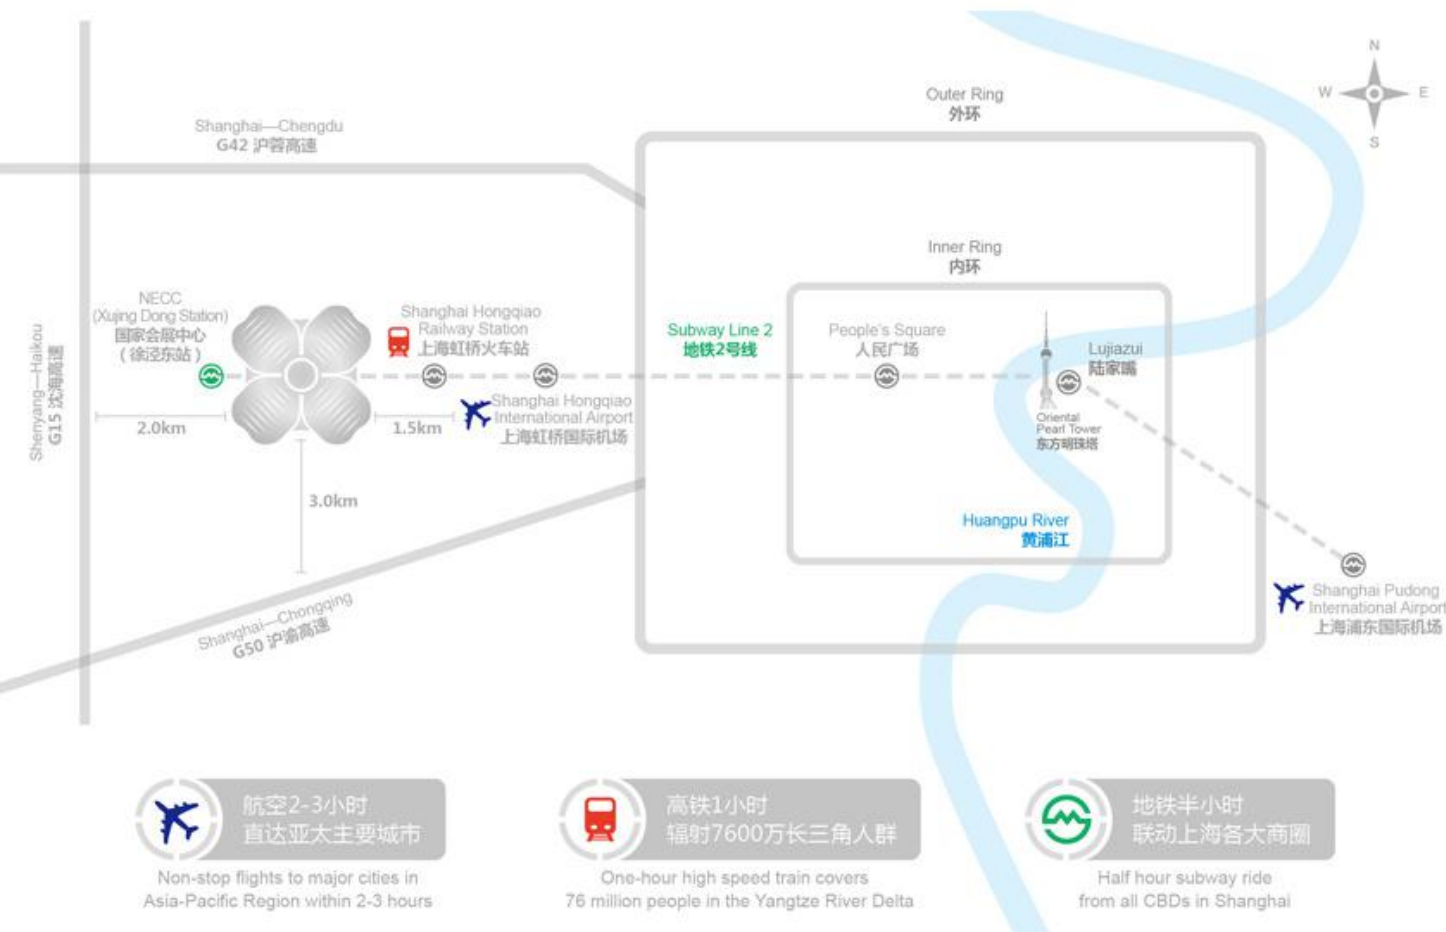 N
W
E
S
Outer Ring
外环
Shanghai—Chengdu
G42 沪蓉高速
Inner Ring
内环
NECC
(Xujing Dong Station)
国家会展中心
（徐泾东站）
Shanghai Hongqiao
Railway Station
上海虹桥火车站
Subway Line 2
地铁2号线
People's Square
人民广场
Lujiazui
陆家嘴
Shenyang—Haikou
G15 沈海高速
2.0km
1.5km
Shanghai Hongqiao
International Airport
上海虹桥国际机场
Oriental
Pearl Tower
东方明珠塔
3.0km
Huangpu River
黄浦江
Shanghai—Chongqing
G50 沪渝高速
Shanghai Pudong
International Airport
上海浦东国际机场
航空2-3小时
直达亚太主要城市
Non-stop flights to major cities in
Asia-Pacific Region within 2-3 hours
高铁1小时
辐射7600万长三角人群
One-hour high speed train covers
76 million people in the Yangtze River Delta
地铁半小时
联动上海各大商圈
Half hour subway ride
from all CBDs in Shanghai